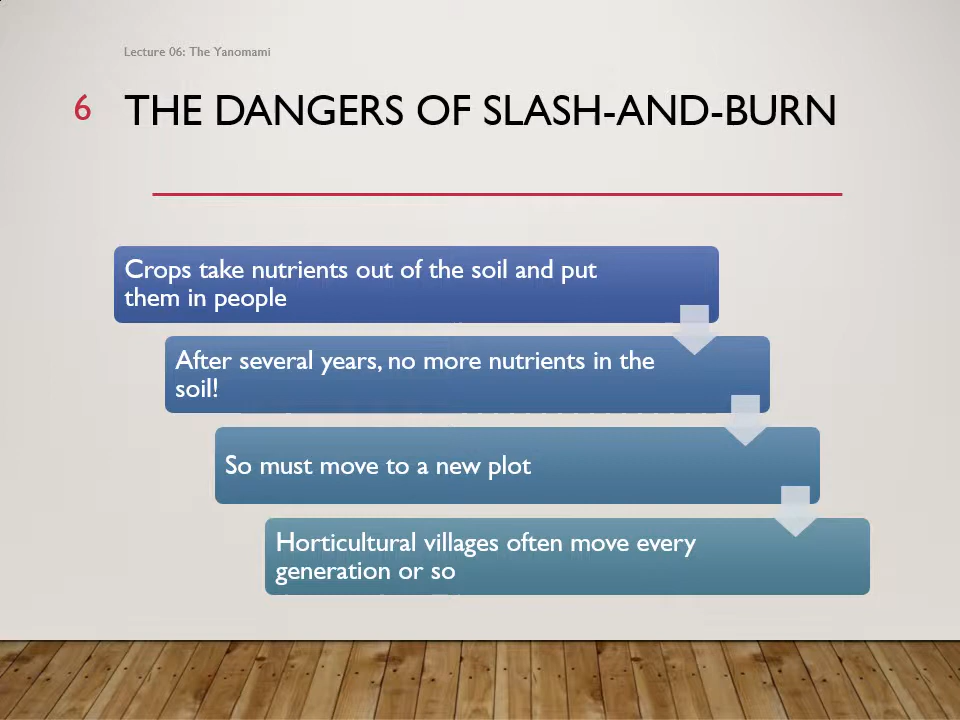 Lecture 06: The Yanomami
6 THE DANGERS OF SLASH-AND-BURN
Crops take nutrients out of the soil and put
them in people
After several years, no more nutrients in the
soil!
So must move to a new plot
Horticultural villages often move every
generation or so